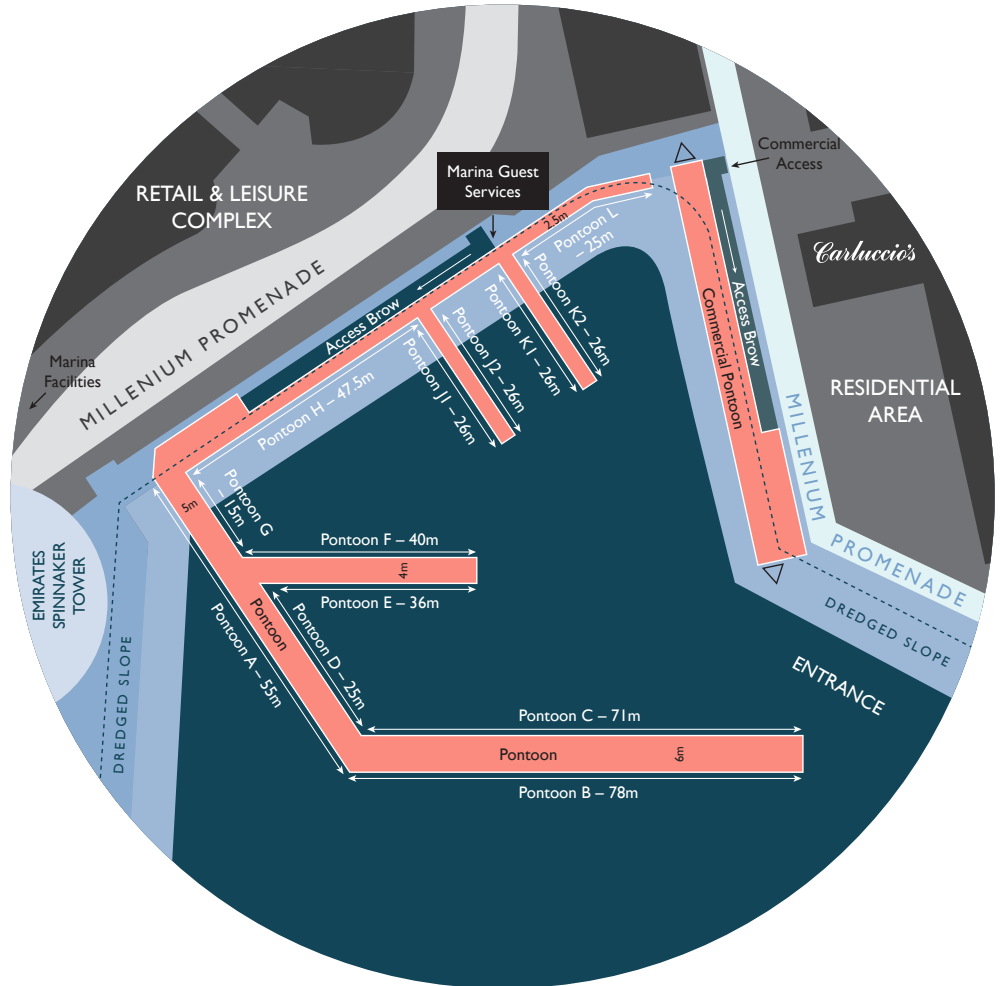 Commercial
Access
Marina Guest
Services
RETAIL & LEISURE
COMPLEX
2.5m
Pontoon L
– 25m
Carluccio's
MILLENIUM PROMENADE
Access Brow
Pontoon K2 – 26m
Pontoon K1 – 26m
Pontoon J2 – 26m
Pontoon J1 – 26m
Access Brow
Commercial Pontoon
Marina
Facilities
Pontoon H – 47.5m
RESIDENTIAL
AREA
MILLENIUM
PROMENADE
5m
Pontoon G
– 15m
Pontoon F – 40m
4m
Pontoon E – 36m
EMIRATES
SPINNAKER
TOWER
Pontoon
Pontoon D – 25m
Pontoon A – 55m
DREDGED SLOPE
DREDGED SLOPE
ENTRANCE
Pontoon C – 71m
Pontoon
6m
Pontoon B – 78m